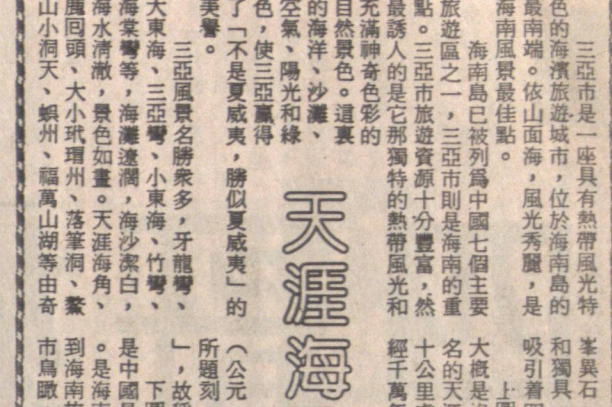 三亞市是一座具有熱帶風光特
色的海濱旅遊城市，位於海南島的
最南端。依山面海，風光秀麗，是
海南風景最佳點。
海南島已被列爲中國七個主要
旅遊區之一，三亞市則是海南的重
點。三亞市旅遊資源十分豐富，然
最誘人的是它那獨特的熱帶風光和
充滿神奇色彩的
自然景色。這裏
的海洋、沙灘、
空氣、陽光和綠
色，使三亞贏得
了「不是夏威夷，勝似夏威夷」的
美譽。
三亞風景名勝衆多，牙龍彎、
大東海、三亞彎、小東海、竹彎、
海棠彎等，海灘遼濶，海沙潔白，
海水清澈，景色如畫。天涯海角、
鹿囘頭、大小玳瑁州、落筆洞、鰲
山小洞天、蜈州、福萬山湖等由奇
天涯海
峯異石
和獨具
吸引着
上圖
大概是
名的天涯
十公里
經千萬年
（公元
所題刻
」，故
下圖
是中國
。是海南
到海南
市鳥瞰